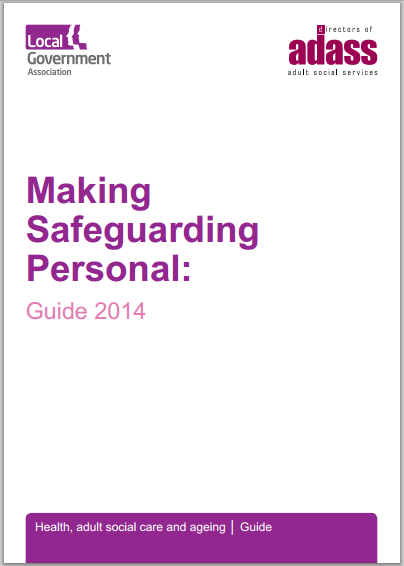 Local
Government
Association
directors of
adass
adult social services
Making
Safeguarding
Personal:
Guide 2014
Health, adult social care and ageing | Guide